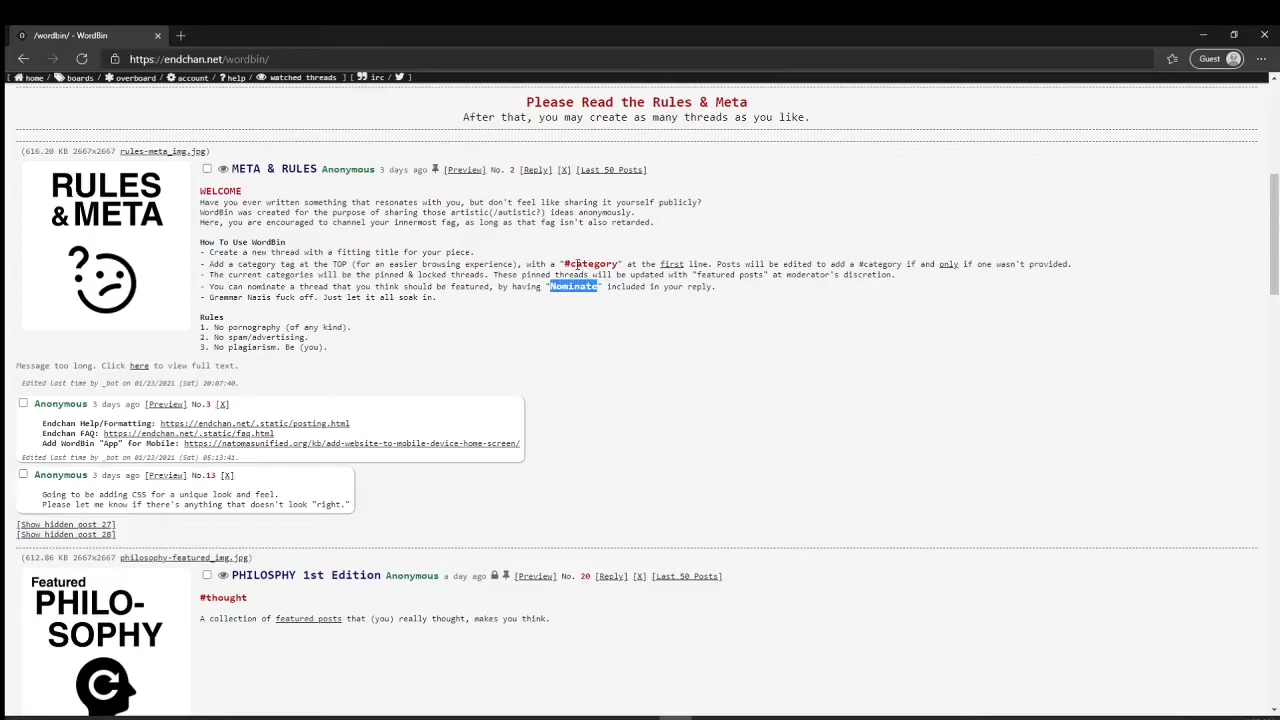 /wordbin/ - WordBin
https://endchan.net/wordbin/
Guest
[ home / boards / overboard / account / ? help / watched threads ] [ irc / ]
Please Read the Rules & Meta
After that, you may create as many threads as you like.
(616.20 KB 2667x2667 rules-meta_img.jpg)
RULES
& META
META & RULES Anonymous 3 days ago [Preview] No. 2 [Reply] [X] [Last 50 Posts]
WELCOME
Have you ever written something that resonates with you, but don't feel like sharing it yourself publicly?
WordBin was created for the purpose of sharing those artistic(/autistic?) ideas anonymously.
Here, you are encouraged to channel your innermost fag, as long as that fag isn't also retarded.
How To Use WordBin
- Create a new thread with a fitting title for your piece.
- Add a category tag at the TOP (for an easier browsing experience), with a "#category" at the first line. Posts will be edited to add a #category if and only if one wasn't provided.
- The current categories will be the pinned & locked threads. These pinned threads will be updated with "featured posts" at moderator's discretion.
- You can nominate a thread that you think should be featured, by having "Nominate" included in your reply.
- Grammar Nazis fuck off. Just let it all soak in.
Rules
1. No pornography (of any kind).
2. No spam/advertising.
3. No plagiarism. Be (you).
Message too long. Click here to view full text.
Edited last time by _bot on 01/23/2021 (Sat) 20:07:40.
Anonymous 3 days ago [Preview] No.3 [X]
Endchan Help/Formatting: https://endchan.net/.static/posting.html
Endchan FAQ: https://endchan.net/.static/faq.html
Add WordBin "App" for Mobile: https://natomasunified.org/kb/add-website-to-mobile-device-home-screen/
Edited last time by _bot on 01/23/2021 (Sat) 05:13:41.
Anonymous 3 days ago [Preview] No.13 [X]
Going to be adding CSS for a unique look and feel.
Please let me know if there's anything that doesn't look "right."
[Show hidden post 27]
[Show hidden post 28]
(612.86 KB 2667x2667 philosophy-featured_img.jpg)
Featured
PHILO-
SOPHY
PHILOSPHY 1st Edition Anonymous a day ago [Preview] No. 20 [Reply] [X] [Last 50 Posts]
#thought
A collection of featured posts that (you) really thought, makes you think.